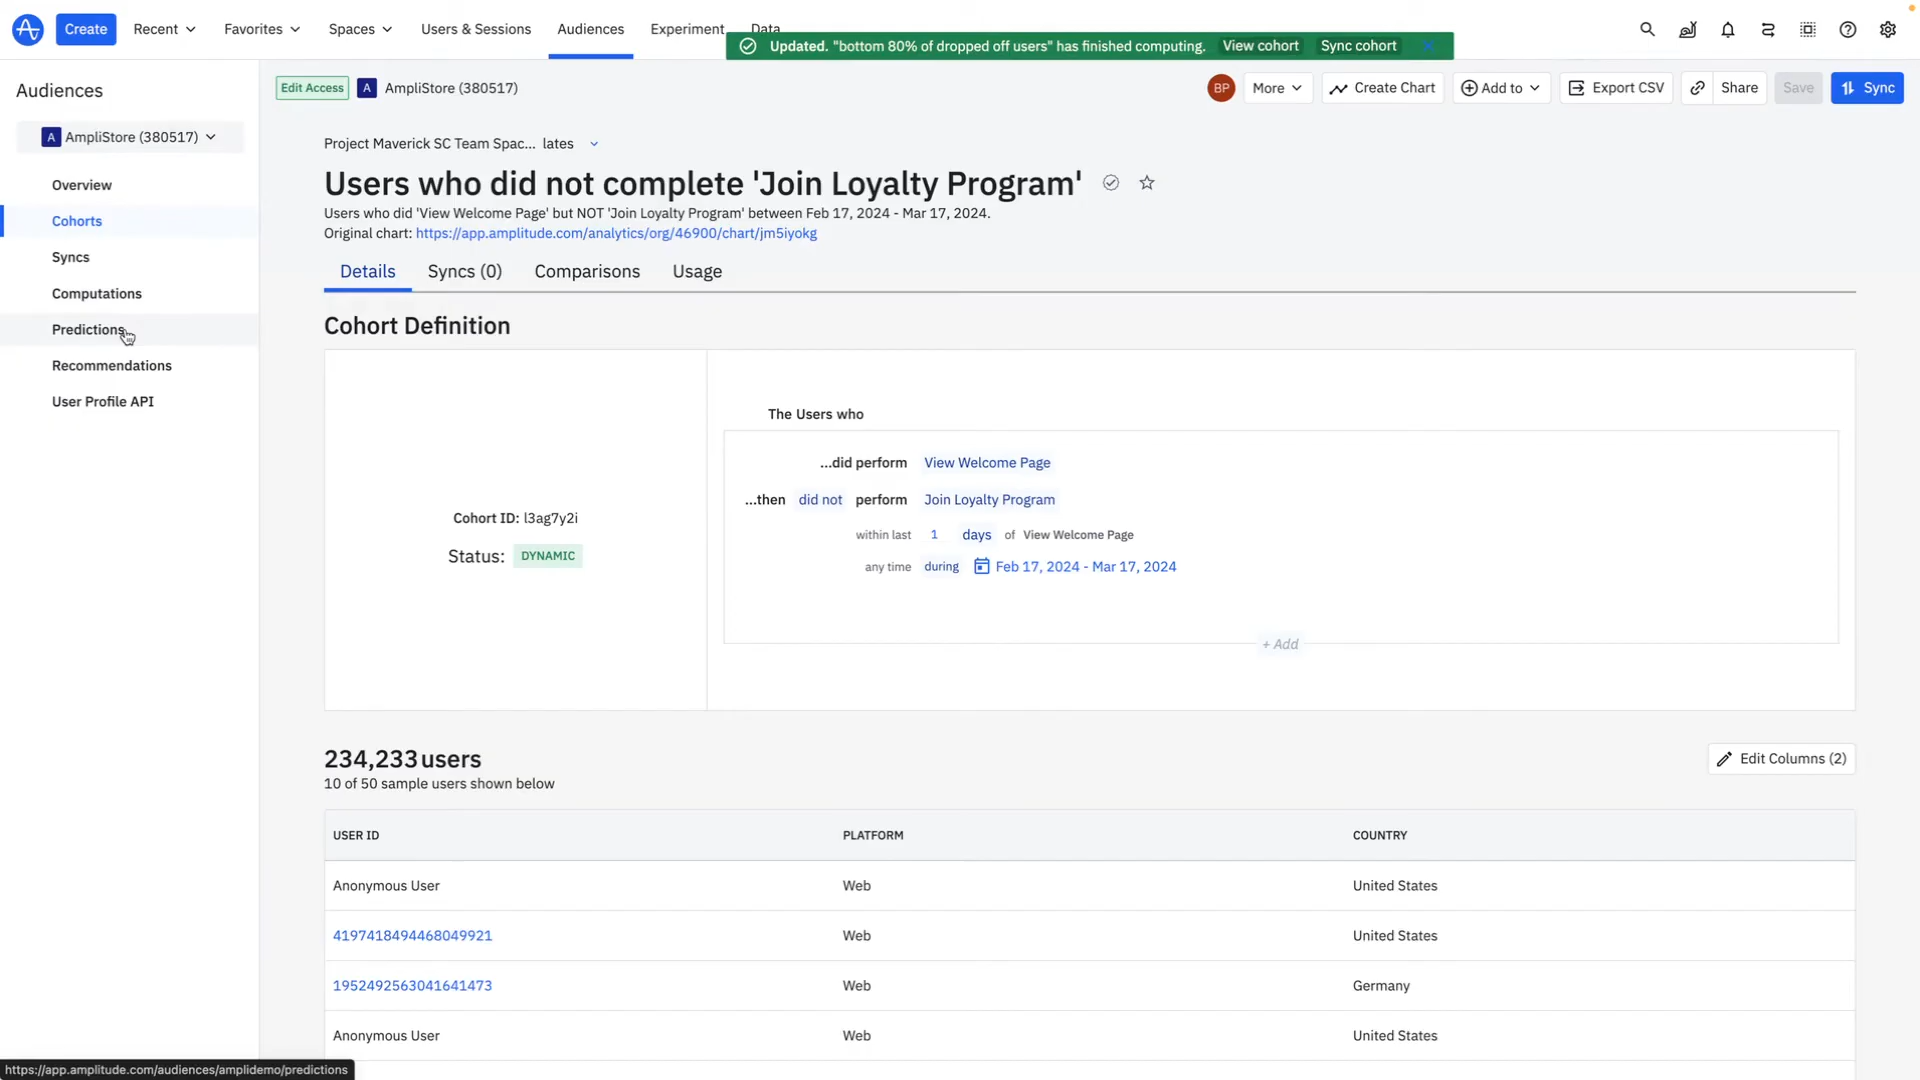 Create
Recent
Favorites
Spaces
Users & Sessions
Audiences
Experiment
Data
Updated. "bottom 80% of dropped off users" has finished computing. View cohort Sync cohort
Audiences
A AmpliStore (380517)
Overview
Cohorts
Syncs
Computations
Predictions
Recommendations
User Profile API
Edit Access
A AmpliStore (380517)
BP
More
Create Chart
Add to
Export CSV
Share
Save
Sync
Project Maverick SC Team Spac... lates
Users who did not complete 'Join Loyalty Program'
Users who did 'View Welcome Page' but NOT 'Join Loyalty Program' between Feb 17, 2024 - Mar 17, 2024.
Original chart: https://app.amplitude.com/analytics/org/46900/chart/jm5iyokg
Details Syncs (0) Comparisons Usage
Cohort Definition
Cohort ID: l3ag7y2i
Status: DYNAMIC
The Users who
...did perform View Welcome Page
...then did not perform Join Loyalty Program
within last 1 days of View Welcome Page
any time during Feb 17, 2024 - Mar 17, 2024
+ Add
234,233 users
10 of 50 sample users shown below
Edit Columns (2)
USER ID PLATFORM COUNTRY
Anonymous User Web United States
4197418494468049921 Web United States
1952492563041641473 Web Germany
Anonymous User Web United States
https://app.amplitude.com/audiences/amplidemo/predictions